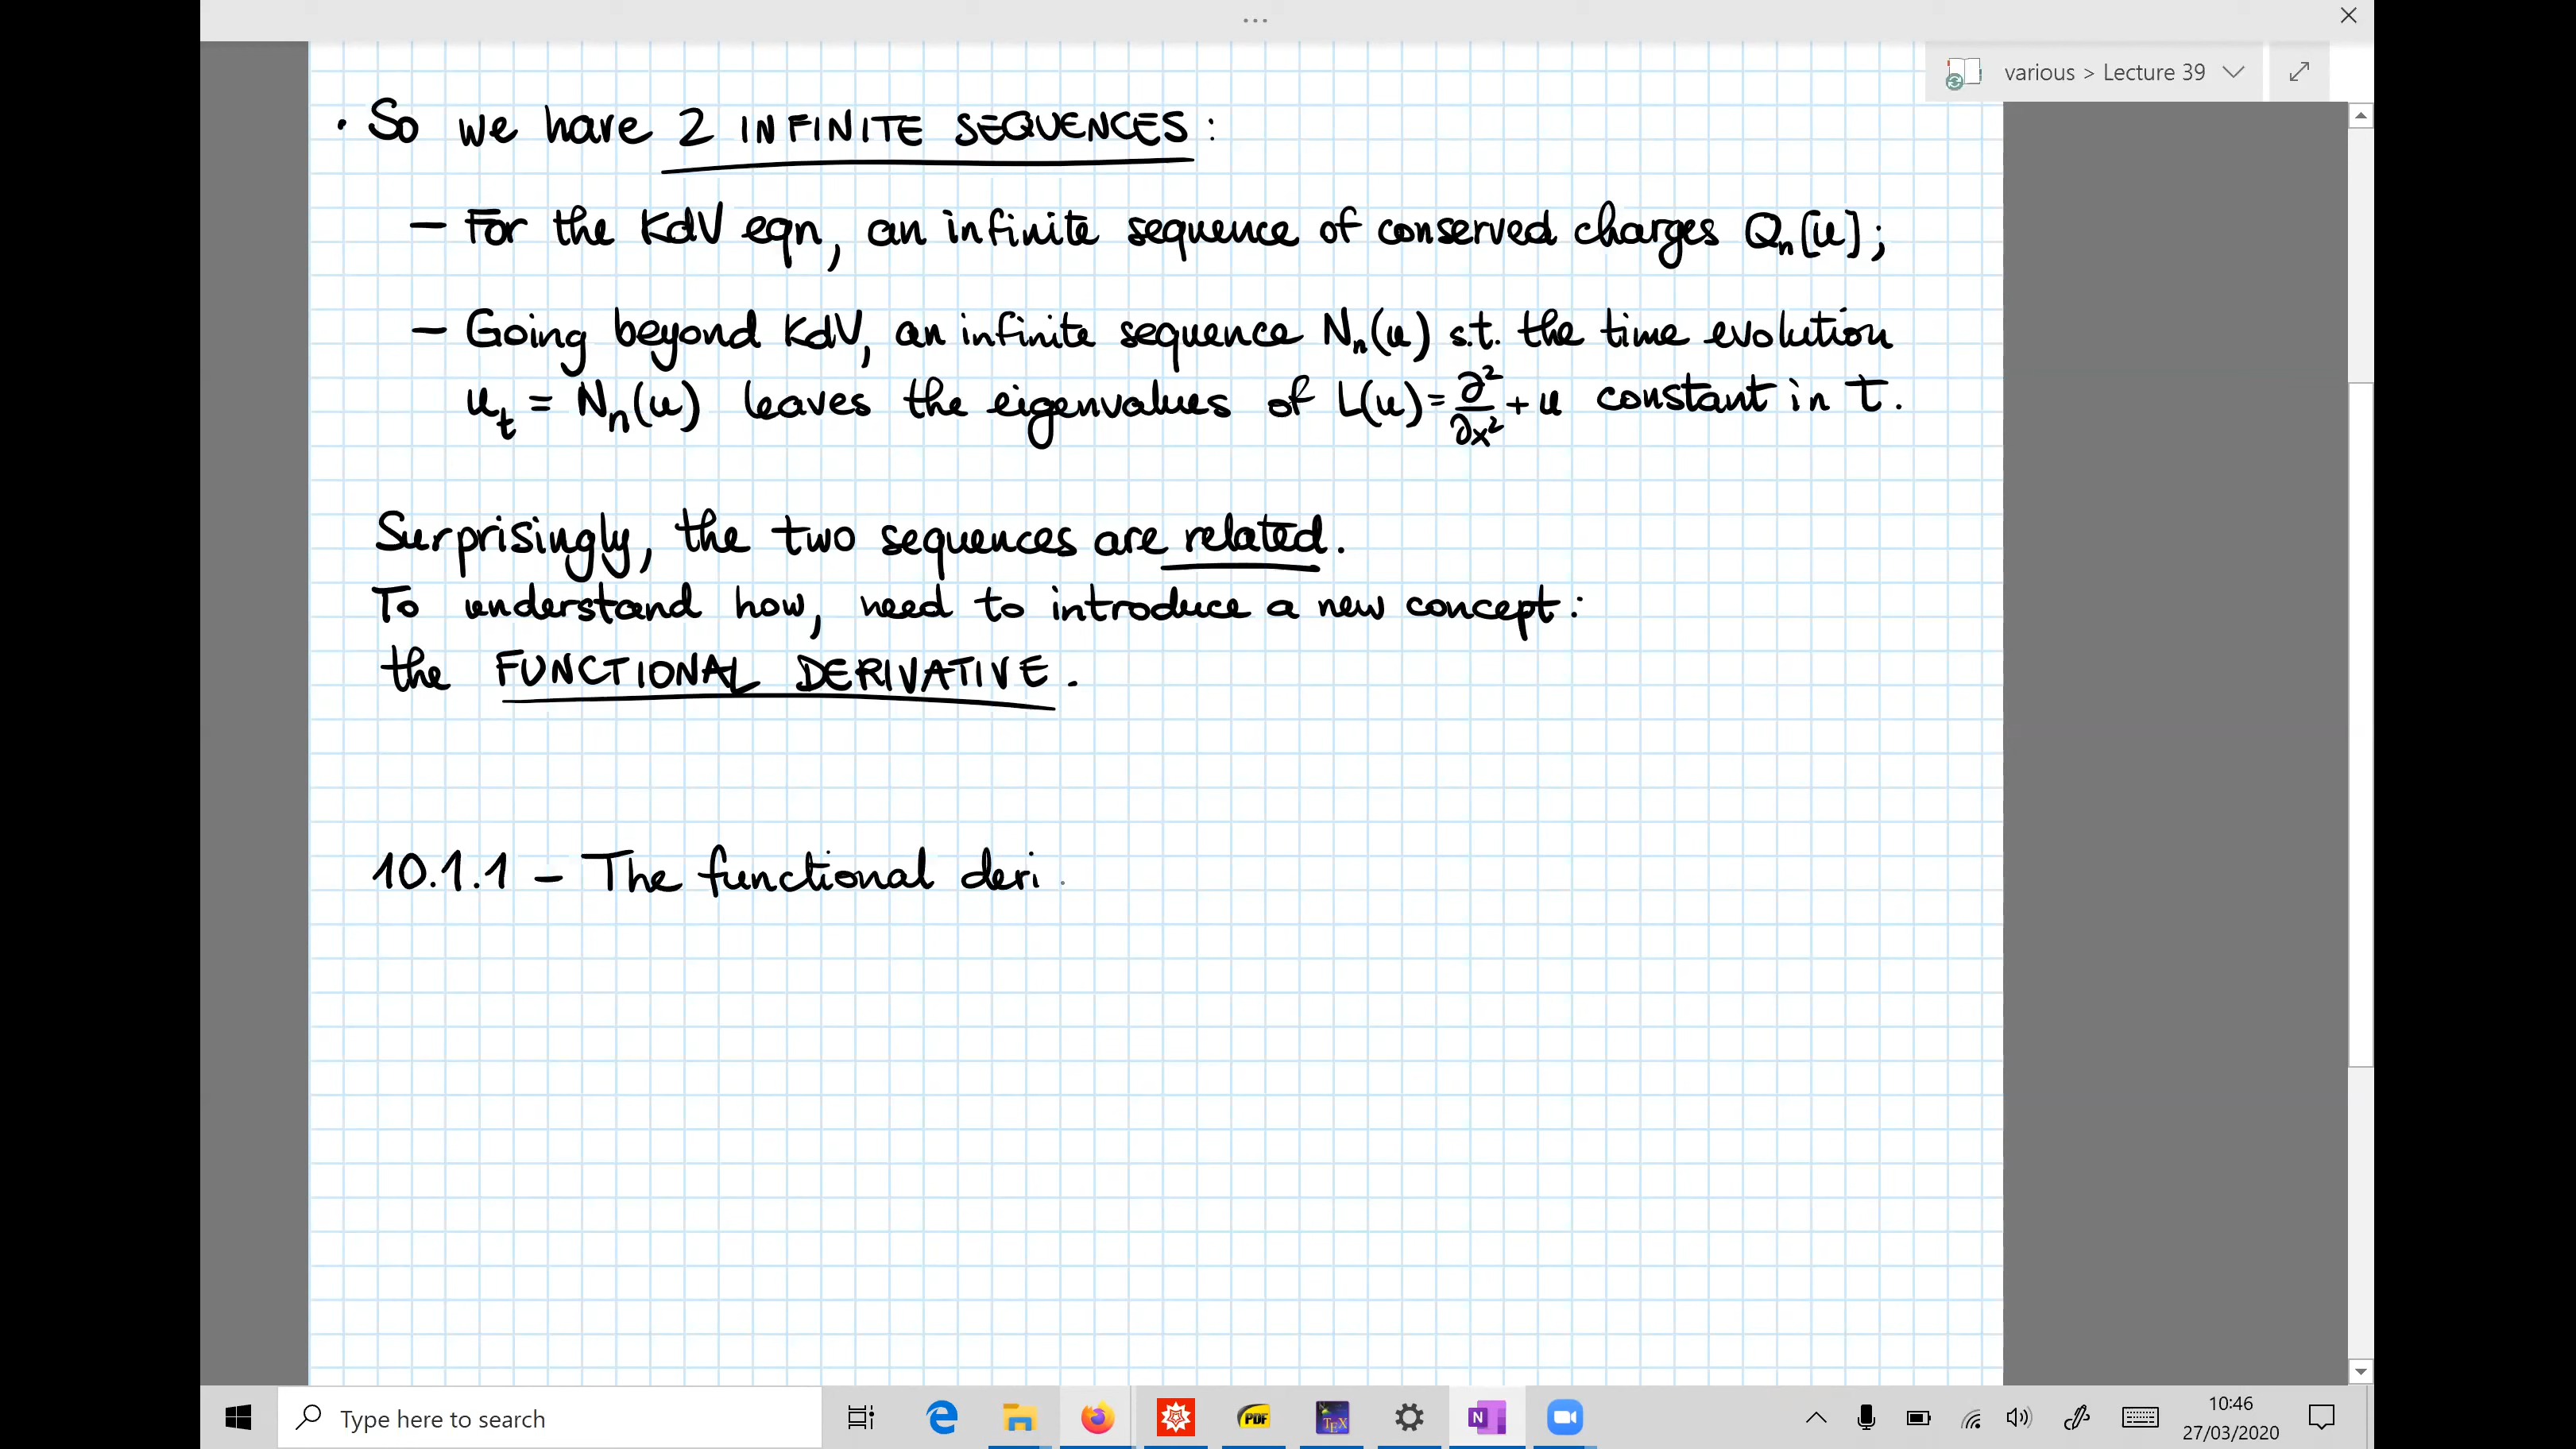 ...
various > Lecture 39
· So we have 2 INFINITE SEQUENCES :
– For the KdV eqn, an infinite sequence of conserved charges Qₙ[u];
– Going beyond KdV, an infinite sequence Nₙ(u) s.t. the time evolution
uₜ = Nₙ(u) leaves the eigenvalues of L(u)=∂²/∂x²+u constant in t.
Surprisingly, the two sequences are related.
To understand how, need to introduce a new concept:
the FUNCTIONAL DERIVATIVE.
10.1.1 – The functional deri
Type here to search
PDF
TEX
N
10:46
27/03/2020